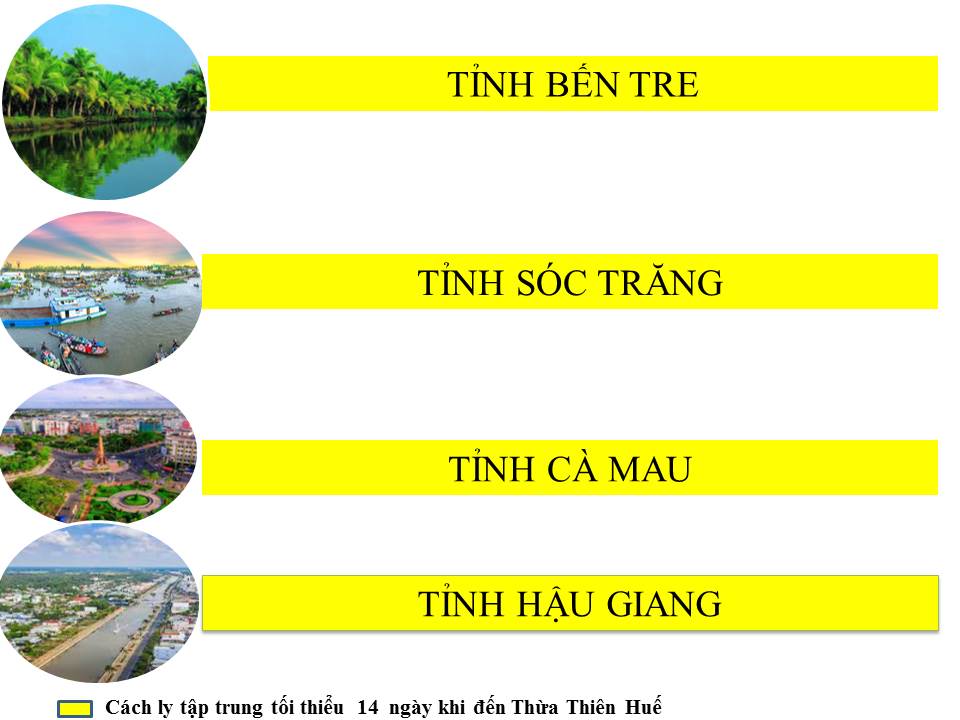 TỈNH BẾN TRE
TỈNH SÓC TRĂNG
TỈNH CÀ MAU
TỈNH HẬU GIANG
Cách ly tập trung tối thiểu 14 ngày khi đến Thừa Thiên Huế